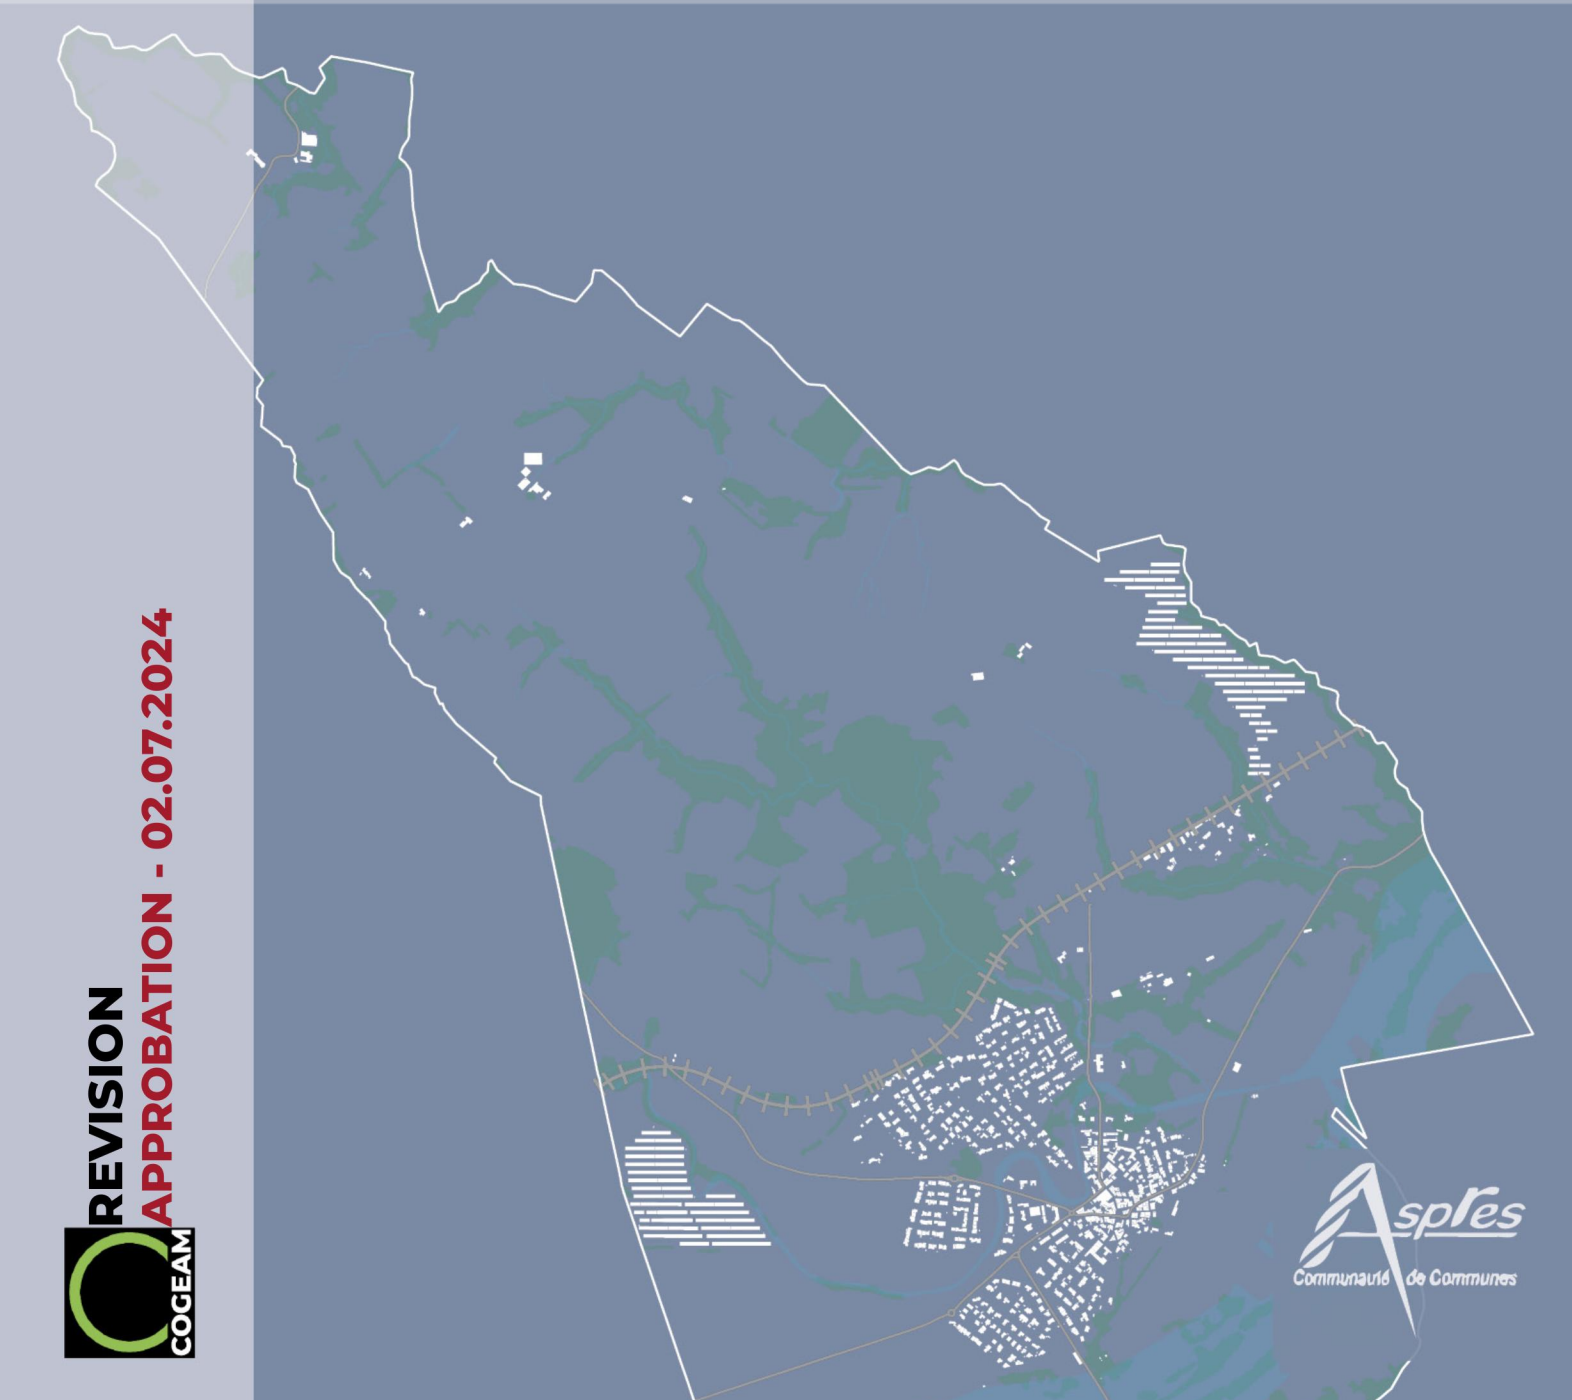 REVISION
APPROBATION - 02.07.2024
COGEAM
Aspres
Communauté de Communes